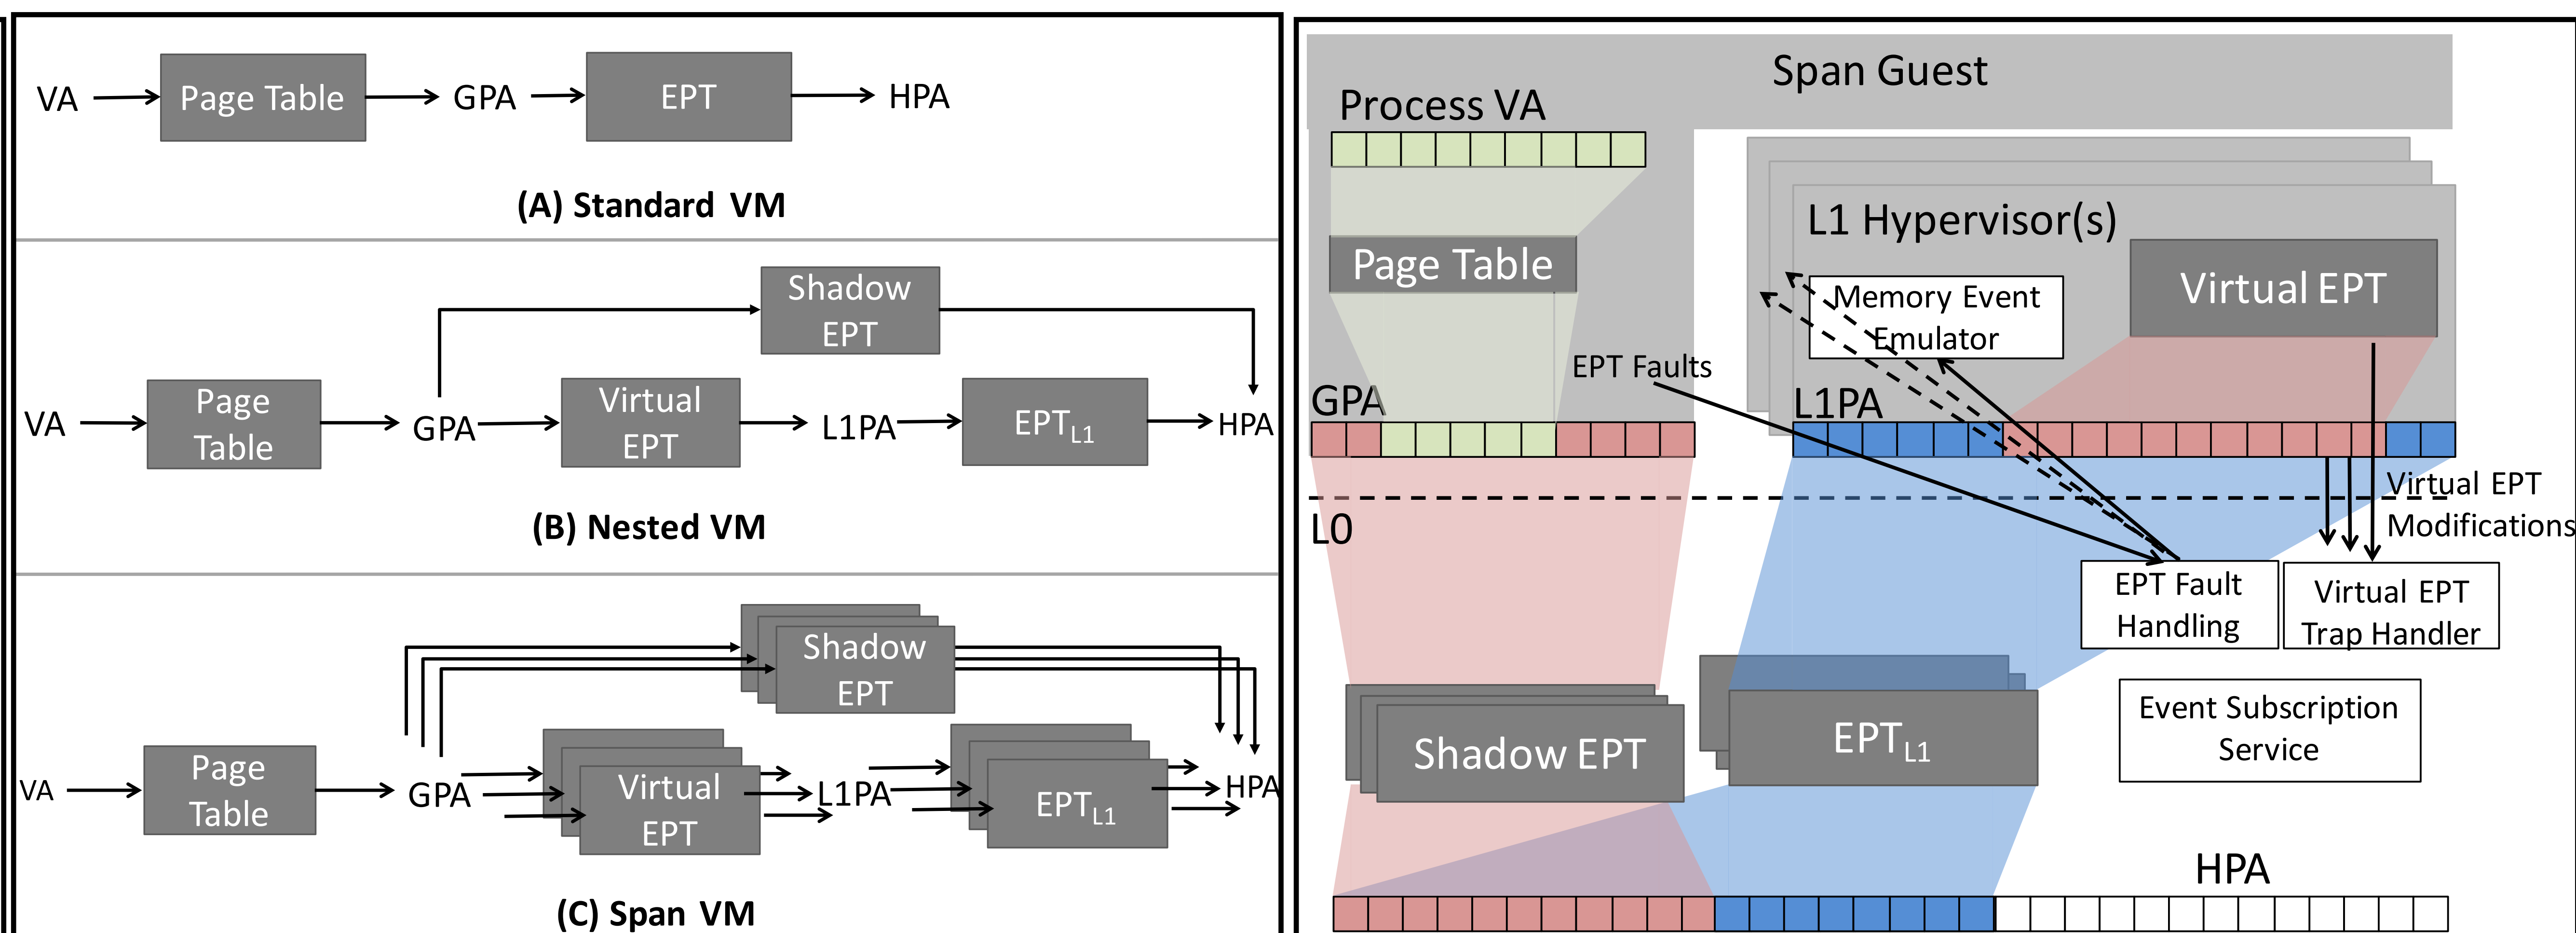 VA
Page Table
GPA
EPT
HPA
(A) Standard VM
Shadow
EPT
VA
Page
Table
GPA
Virtual
EPT
L1PA
EPTL1
HPA
(B) Nested VM
Shadow
EPT
VA
Page
Table
GPA
Virtual
EPT
L1PA
EPTL1
HPA
(C) Span VM
Span Guest
Process VA
Page Table
GPA
EPT Faults
L1 Hypervisor(s)
Memory Event
Emulator
Virtual EPT
L1PA
L0
Virtual EPT
Modifications
EPT Fault
Handling
Virtual EPT
Trap Handler
Shadow EPT
EPTL1
Event Subscription
Service
HPA